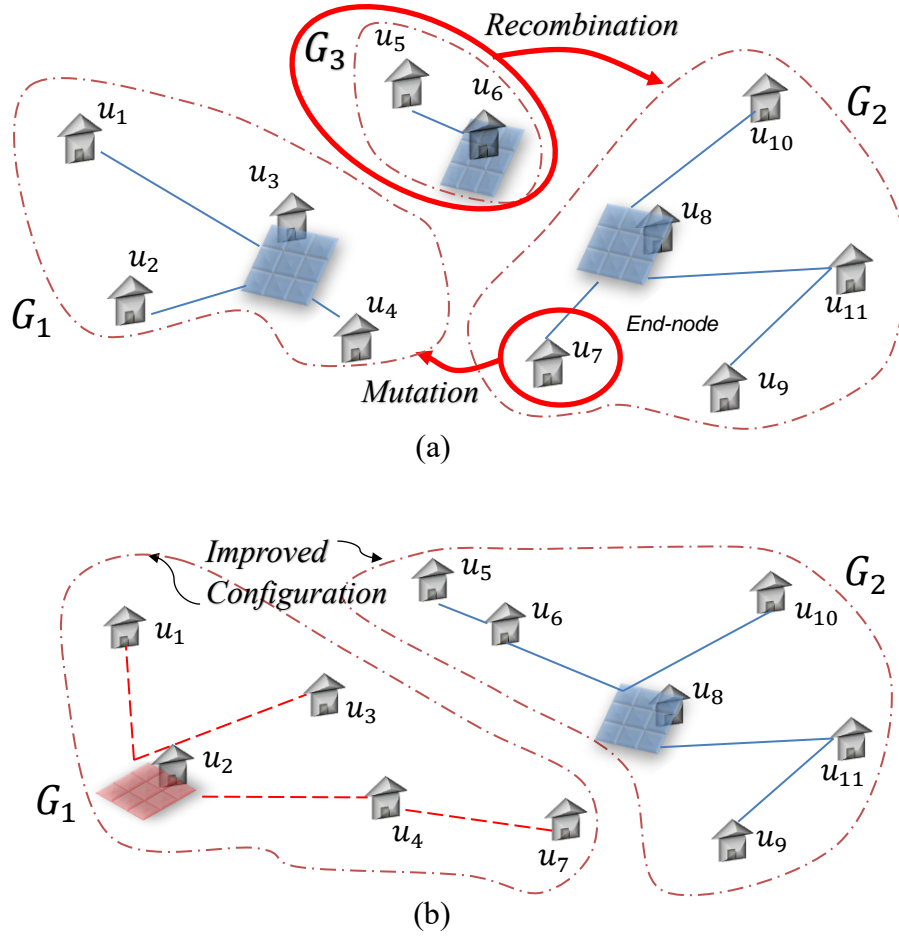 u₅
G₃
Recombination
u₆
u₁
u₁₀
G₂
u₃
u₈
u₂
u₁₁
G₁
u₄
End-node
u₇
u₉
Mutation
(a)
Improved
Configuration
u₅
G₂
u₆
u₁₀
u₁
u₃
u₈
u₂
u₁₁
G₁
u₄
u₇
u₉
(b)